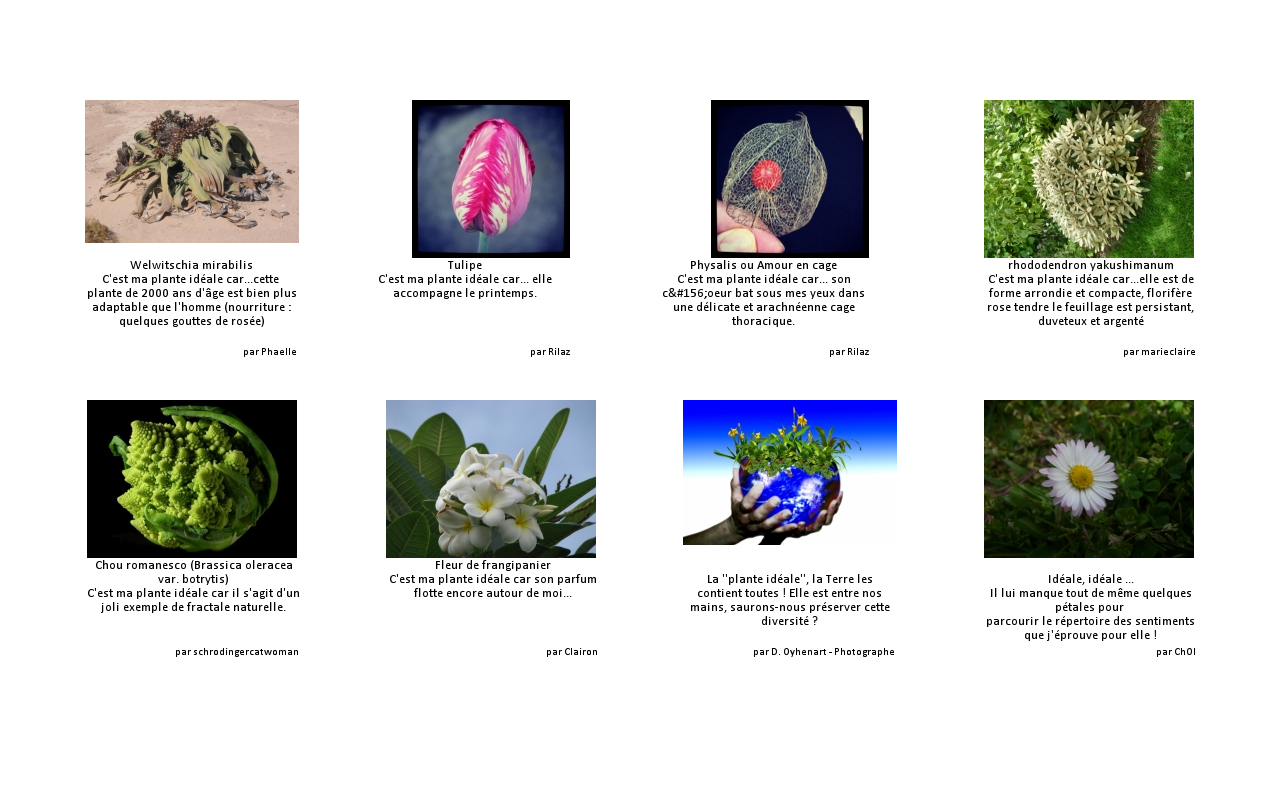 Welwitschia mirabilis
C'est ma plante idéale car...cette
plante de 2000 ans d'âge est bien plus
adaptable que l'homme (nourriture :
quelques gouttes de rosée)
par Phaelle
Tulipe
C'est ma plante idéale car... elle
accompagne le printemps.
par Rilaz
Physalis ou Amour en cage
C'est ma plante idéale car... son
c&#156;oeur bat sous mes yeux dans
une délicate et arachnéenne cage
thoracique.
par Rilaz
rhododendron yakushimanum
C'est ma plante idéale car...elle est de
forme arrondie et compacte, florifère
rose tendre le feuillage est persistant,
duveteux et argenté
par marieclaire
Chou romanesco (Brassica oleracea
var. botrytis)
C'est ma plante idéale car il s'agit d'un
joli exemple de fractale naturelle.
par schrodingercatwoman
Fleur de frangipanier
C'est ma plante idéale car son parfum
flotte encore autour de moi...
par Clairon
La "plante idéale", la Terre les
contient toutes ! Elle est entre nos
mains, saurons-nous préserver cette
diversité ?
par D. Oyhenart - Photographe
Idéale, idéale ...
Il lui manque tout de même quelques
pétales pour
parcourir le répertoire des sentiments
que j'éprouve pour elle !
par ChOI